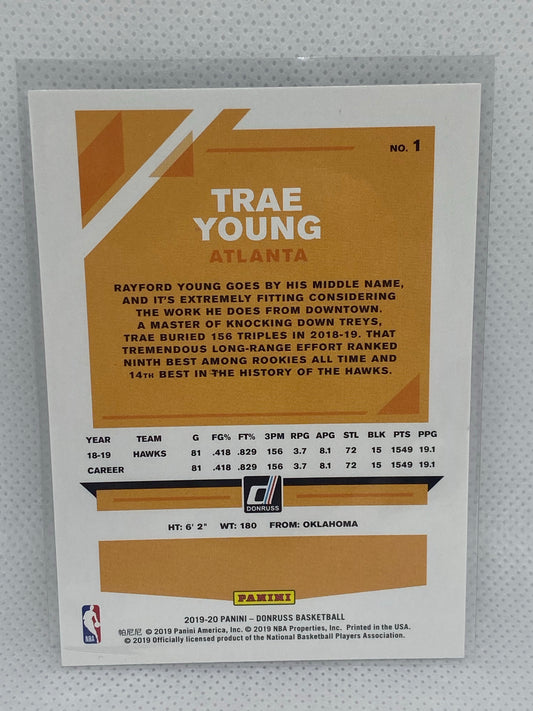 NO. 1
TRAE
YOUNG
ATLANTA
RAYFORD YOUNG GOES BY HIS MIDDLE NAME,
AND IT'S EXTREMELY FITTING CONSIDERING
THE WORK HE DOES FROM DOWNTOWN.
A MASTER OF KNOCKING DOWN TREYS,
TRAE BURIED 156 TRIPLES IN 2018-19. THAT
TREMENDOUS LONG-RANGE EFFORT RANKED
NINTH BEST AMONG ROOKIES ALL TIME AND
14TH BEST IN THE HISTORY OF THE HAWKS.
YEAR TEAM G FG% FT% 3PM RPG APG STL BLK PTS PPG
18-19 HAWKS 81 .418 .829 156 3.7 8.1 72 15 1549 19.1
CAREER 81 .418 .829 156 3.7 8.1 72 15 1549 19.1
d
DONRUSS
HT: 6' 2" WT: 180 FROM: OKLAHOMA
PANINI
2019-20 PANINI – DONRUSS BASKETBALL
NBA
帕尼尼 © 2019 Panini America, Inc. © 2019 NBA Properties, Inc. Printed in the USA.
© 2019 Officially licensed product of the National Basketball Players Association.